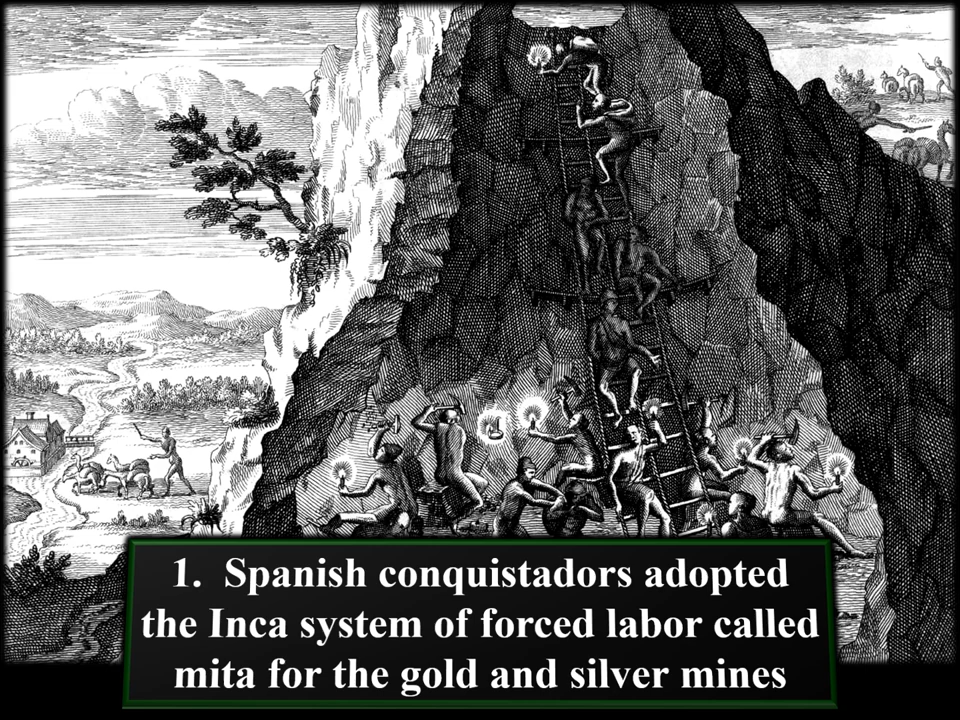 1. Spanish conquistadors adopted
the Inca system of forced labor called
mita for the gold and silver mines